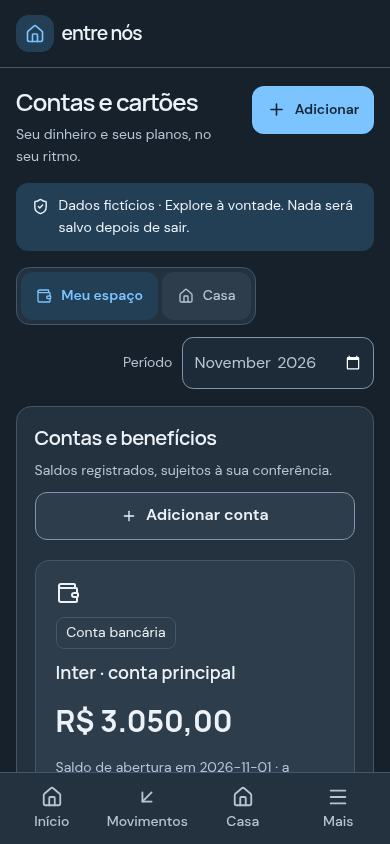 entre nós
Contas e cartões
Adicionar
Seu dinheiro e seus planos, no
seu ritmo.
Dados fictícios · Explore à vontade. Nada será
salvo depois de sair.
Meu espaço
Casa
Período
November 2026
Contas e benefícios
Saldos registrados, sujeitos à sua conferência.
Adicionar conta
Conta bancária
Inter · conta principal
R$ 3.050,00
Saldo de abertura em 2026-11-01 · a
Início
Movimentos
Casa
Mais